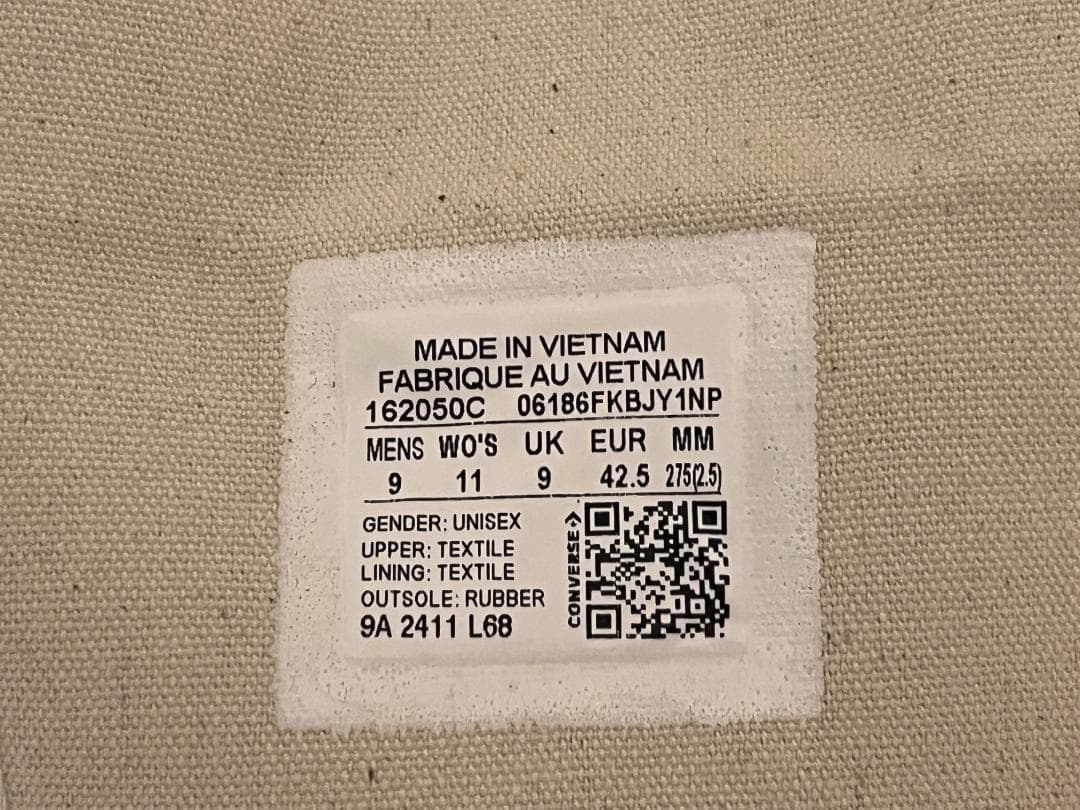 MADE IN VIETNAM
FABRIQUE AU VIETNAM
162050C 06186FKBJY1NP
MENS WO'S UK EUR MM
9 11 9 42.5 275(2.5)
GENDER: UNISEX
UPPER: TEXTILE
LINING: TEXTILE
OUTSOLE: RUBBER
9A 2411 L68
CONVERSE